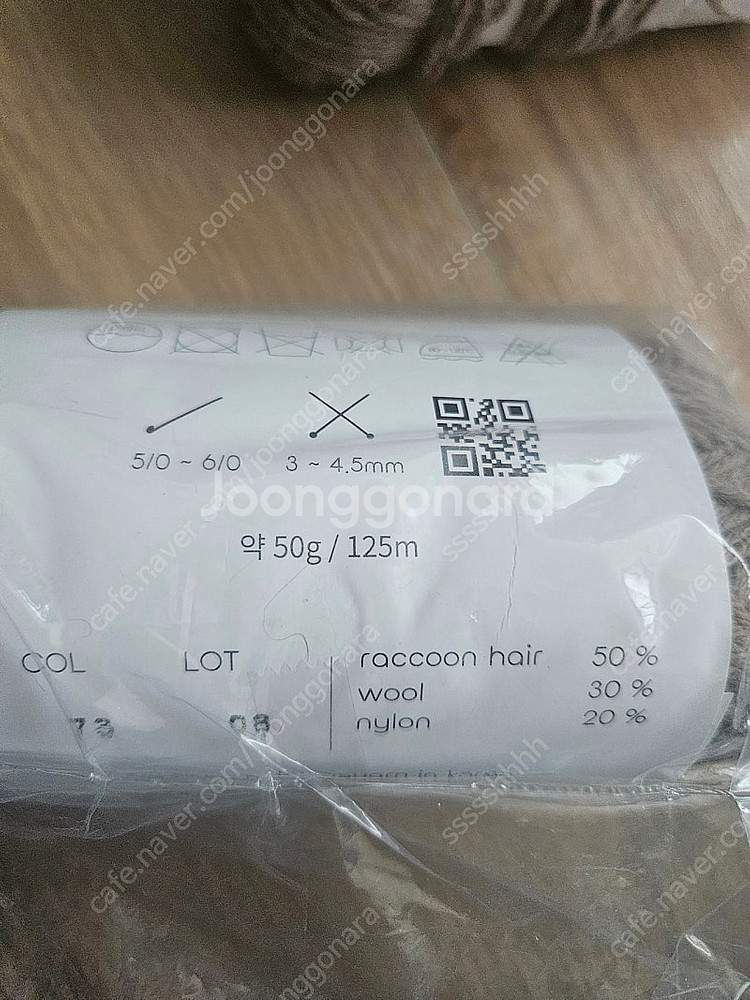 5/0 ~ 6/0
3 ~ 4.5mm
Joonggonara
약 50g / 125m
COL
LOT
73
08
raccoon hair 50 %
wool 30 %
nylon 20 %
cafe.naver.com/joonggonara
sssssshhhh